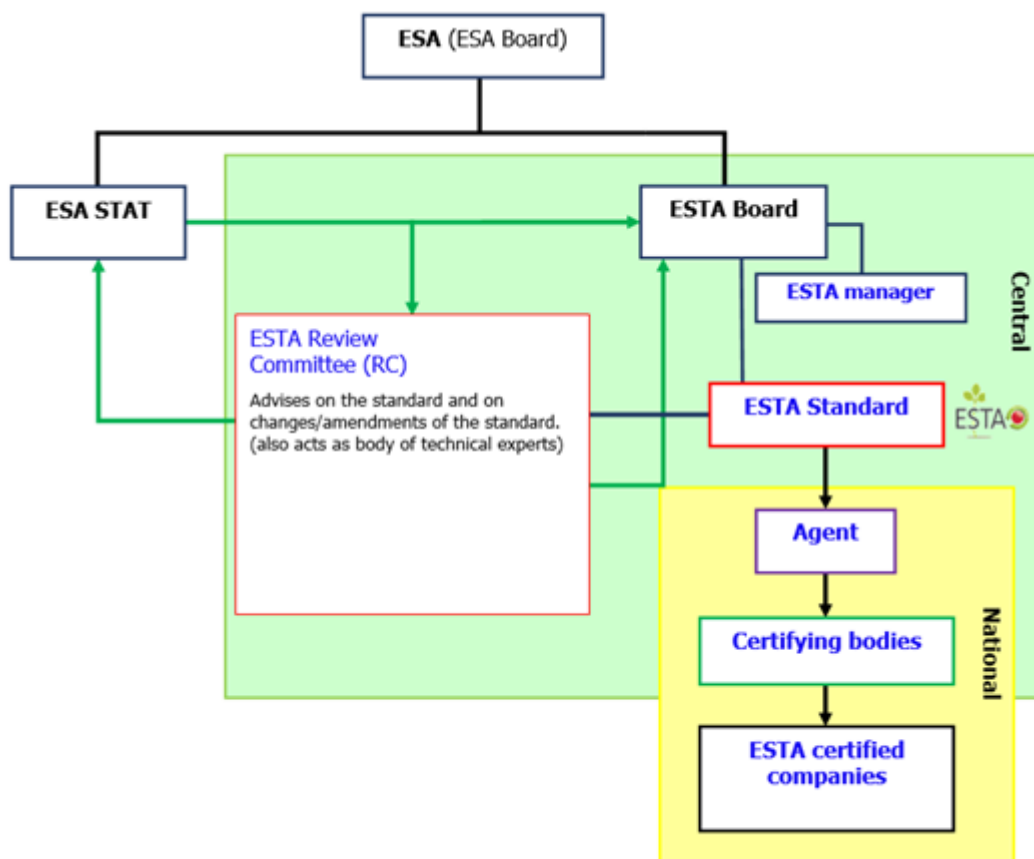 ESA (ESA Board)
ESA STAT
ESTA Board
ESTA manager
Central
ESTA Review
Committee (RC)
Advises on the standard and on
changes/amendments of the standard.
(also acts as body of technical experts)
ESTA Standard
ESTA
Agent
National
Certifying bodies
ESTA certified
companies